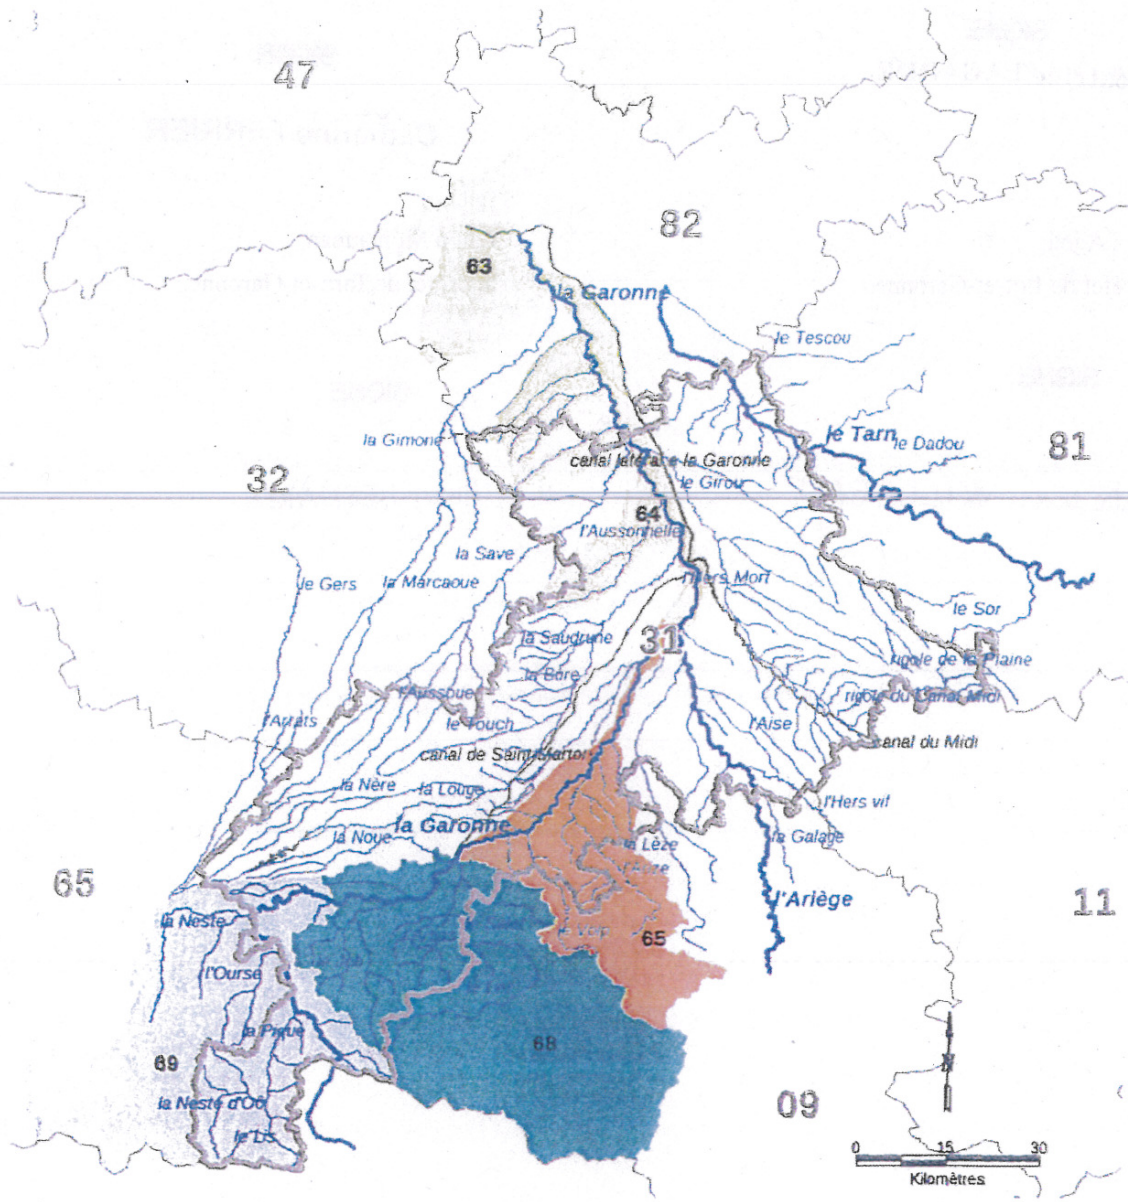 47
82
63
la Garonne
le Tescou
la Gimone
le Tarn
le Dadou
81
canal latéral à la Garonne
32
le Girou
64
l'Aussonnelle
la Save
le Gers
la Marcaoue
l'Hers Mort
le Sor
la Saudrune
31
rigole de la Plaine
la Bure
l'Aussoue
rigole du Canal Midi
l'Arrats
le Touch
l'Aise
canal du Midi
canal de Saint-Martory
la Nère
la Louge
l'Hers vif
la Garonne
la Noue
la Galage
la Lèze
l'Arize
65
l'Ariège
11
la Neste
le Volp
65
l'Ourse
la Pique
68
69
la Neste d'Oô
09
le Lis
N
0 15 30
Kilomètres